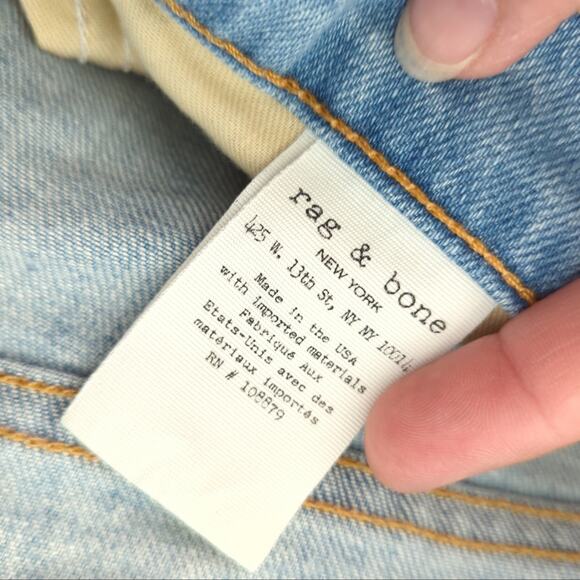 rag & bone
NEW YORK
425 W. 13th St, NY NY 10014
Made in the USA
with imported materials
Fabriqué Aux
Etats-Unis avec des
matériaux importés
RN # 108879